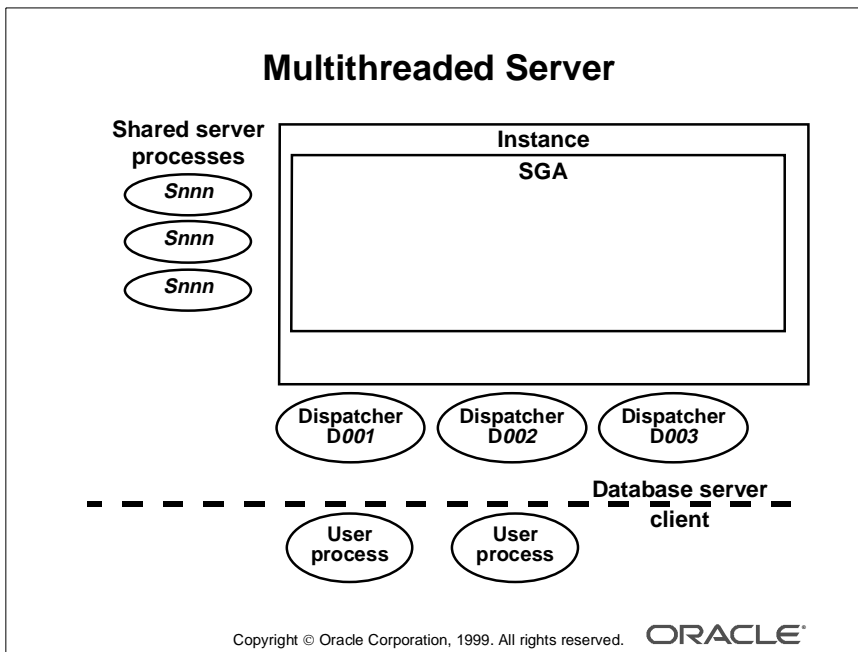 Multithreaded Server
Shared server
processes
Snnn
Snnn
Snnn
Instance
SGA
Dispatcher
D001
Dispatcher
D002
Dispatcher
D003
Database server
client
User
process
User
process
Copyright © Oracle Corporation, 1999. All rights reserved.
ORACLE®